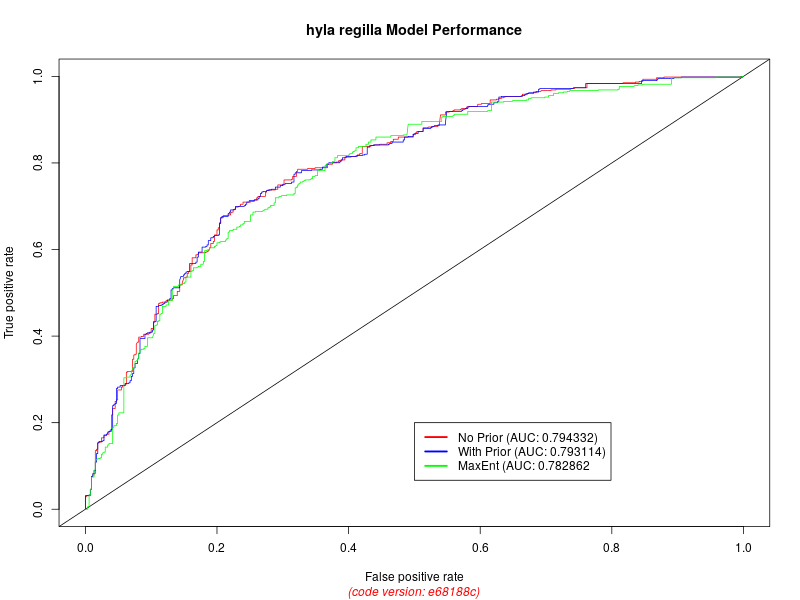 hyla regilla Model Performance
True positive rate
1.0
0.8
0.6
0.4
0.2
0.0
No Prior (AUC: 0.794332)
With Prior (AUC: 0.793114)
MaxEnt (AUC: 0.782862
0.0 0.2 0.4 0.6 0.8 1.0
False positive rate
(code version: e68188c)